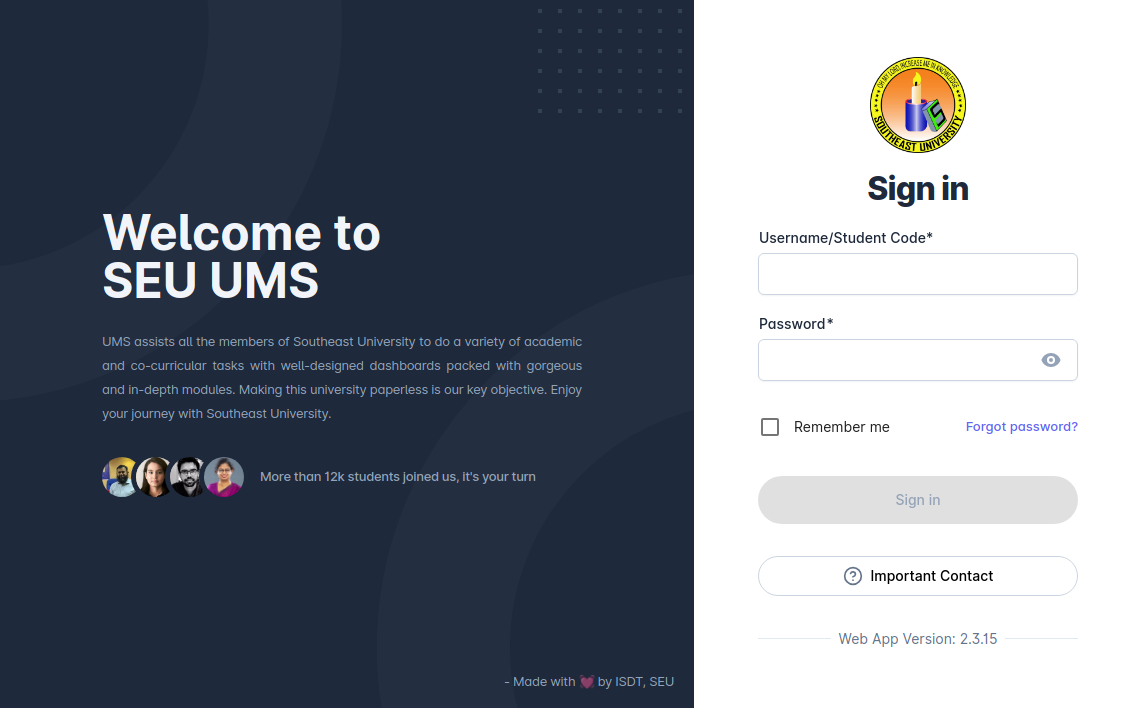 Welcome to
SEU UMS
UMS assists all the members of Southeast University to do a variety of academic
and co-curricular tasks with well-designed dashboards packed with gorgeous
and in-depth modules. Making this university paperless is our key objective. Enjoy
your journey with Southeast University.
More than 12k students joined us, it's your turn
- Made with 💗 by ISDT, SEU
OH MY LORD INCREASE ME IN KNOWLEDGE
SOUTHEAST UNIVERSITY
Sign in
Username/Student Code*
Password*
Remember me
Forgot password?
Sign in
Important Contact
Web App Version: 2.3.15